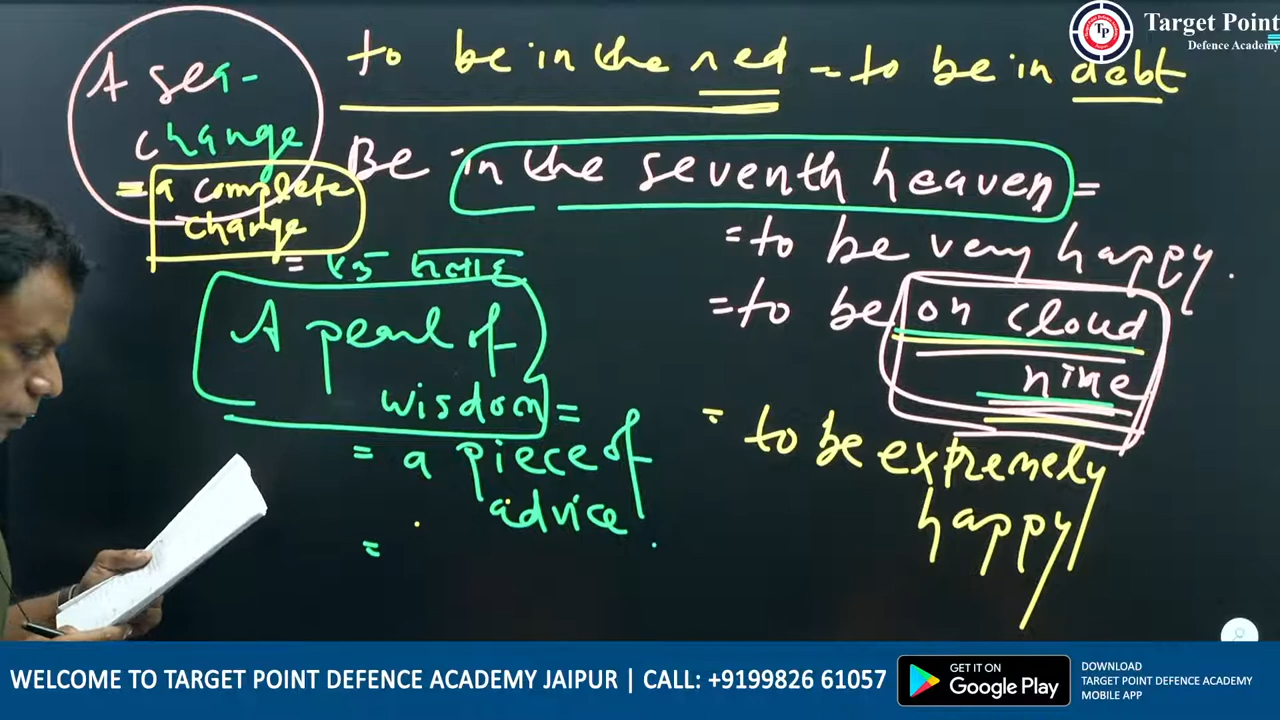 Target Point
Defence Academy
TP
A sea-
change
= a complete
change
to be in the red = to be in debt
Be in the seventh heaven =
= to be very happy.
= to be on cloud
nine
= to be extremely
happy
= एक सलाह
A pearl of
wisdom =
= a piece of
advice.
=
WELCOME TO TARGET POINT DEFENCE ACADEMY JAIPUR | CALL: +9199826 61057
GET IT ON
Google Play
DOWNLOAD
TARGET POINT DEFENCE ACADEMY
MOBILE APP